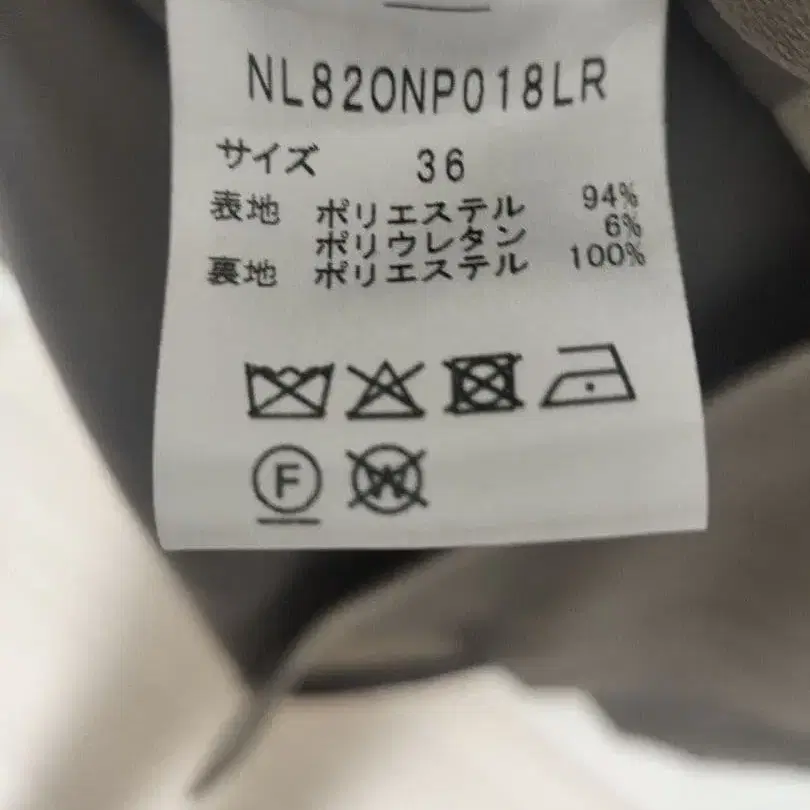 NL820NP018LR
サイズ 36
表地 ポリエステル 94%
ポリウレタン 6%
裏地 ポリエステル 100%
F W